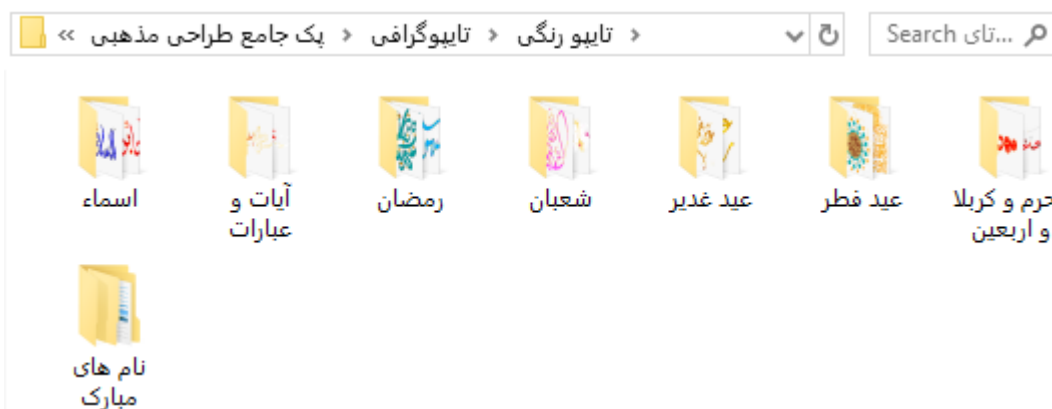 « پک جامع طراحی مذهبی › تایپوگرافی › تایپو رنگی ›
Search تای...
اسماء
آیات و
عبارات
رمضان
شعبان
عید غدیر
عید فطر
حرم و کربلا
و اربعین
نام های
مبارک